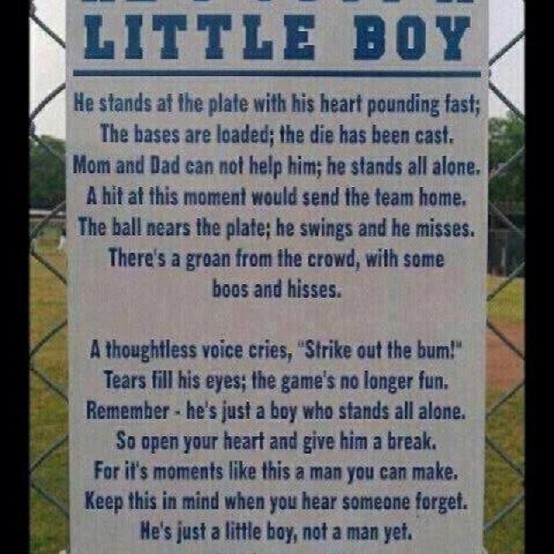 LITTLE BOY
He stands at the plate with his heart pounding fast;
The bases are loaded; the die has been cast.
Mom and Dad can not help him; he stands all alone.
A hit at this moment would send the team home.
The ball nears the plate; he swings and he misses.
There's a groan from the crowd, with some
boos and hisses.
A thoughtless voice cries, "Strike out the bum!"
Tears fill his eyes; the game's no longer fun.
Remember - he's just a boy who stands all alone.
So open your heart and give him a break.
For it's moments like this a man you can make.
Keep this in mind when you hear someone forget.
He's just a little boy, not a man yet.